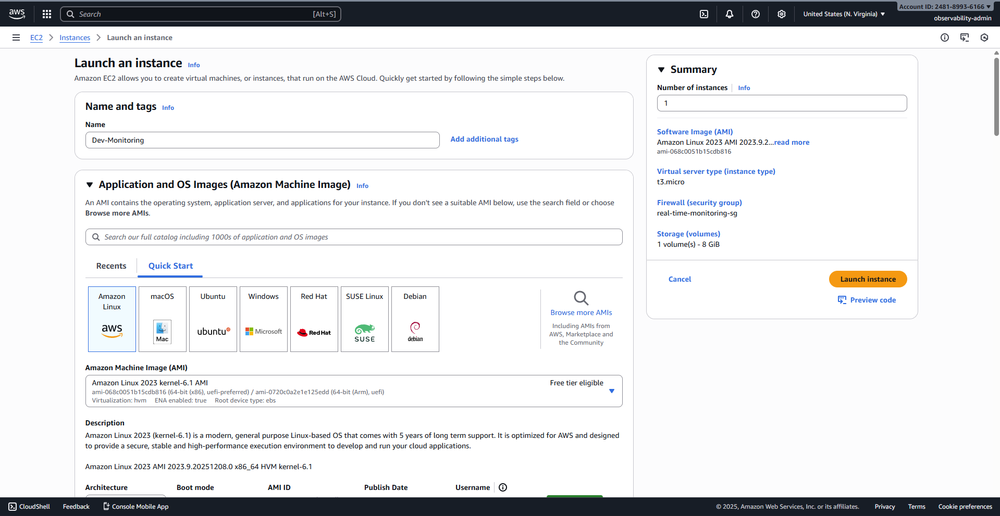 aws
Search [Alt+S]
United States (N. Virginia)
Account ID: 2481-8993-6166
observability-admin
EC2 Instances Launch an instance
Launch an instance Info
Amazon EC2 allows you to create virtual machines, or instances, that run on the AWS Cloud. Quickly get started by following the simple steps below.
Name and tags Info
Name
Dev-Monitoring
Add additional tags
Application and OS Images (Amazon Machine Image) Info
An AMI contains the operating system, application server, and applications for your instance. If you don't see a suitable AMI below, use the search field or choose
Browse more AMIs.
Search our full catalog including 1000s of application and OS images
Recents Quick Start
Amazon
Linux
aws
macOS
Mac
Ubuntu
ubuntu
Windows
Microsoft
Red Hat
Red Hat
SUSE Linux
SUSE
Debian
debian
Browse more AMIs
Including AMIs from
AWS, Marketplace and
the Community
Amazon Machine Image (AMI)
Amazon Linux 2023 kernel-6.1 AMI
Free tier eligible
ami-068c0051b15cdb816 (64-bit (x86), uefi-preferred) / ami-0720c0a2e1e125edd (64-bit (Arm), uefi)
Virtualization: hvm ENA enabled: true Root device type: ebs
Description
Amazon Linux 2023 (kernel-6.1) is a modern, general purpose Linux-based OS that comes with 5 years of long term support. It is optimized for AWS and designed
to provide a secure, stable and high-performance execution environment to develop and run your cloud applications.
Amazon Linux 2023 AMI 2023.9.20251208.0 x86_64 HVM kernel-6.1
Architecture Boot mode AMI ID Publish Date Username
Summary
Number of instances Info
1
Software Image (AMI)
Amazon Linux 2023 AMI 2023.9.2...read more
ami-068c0051b15cdb816
Virtual server type (instance type)
t3.micro
Firewall (security group)
real-time-monitoring-sg
Storage (volumes)
1 volume(s) - 8 GiB
Cancel Launch instance
Preview code
CloudShell Feedback Console Mobile App
© 2025, Amazon Web Services, Inc. or its affiliates. Privacy Terms Cookie preferences